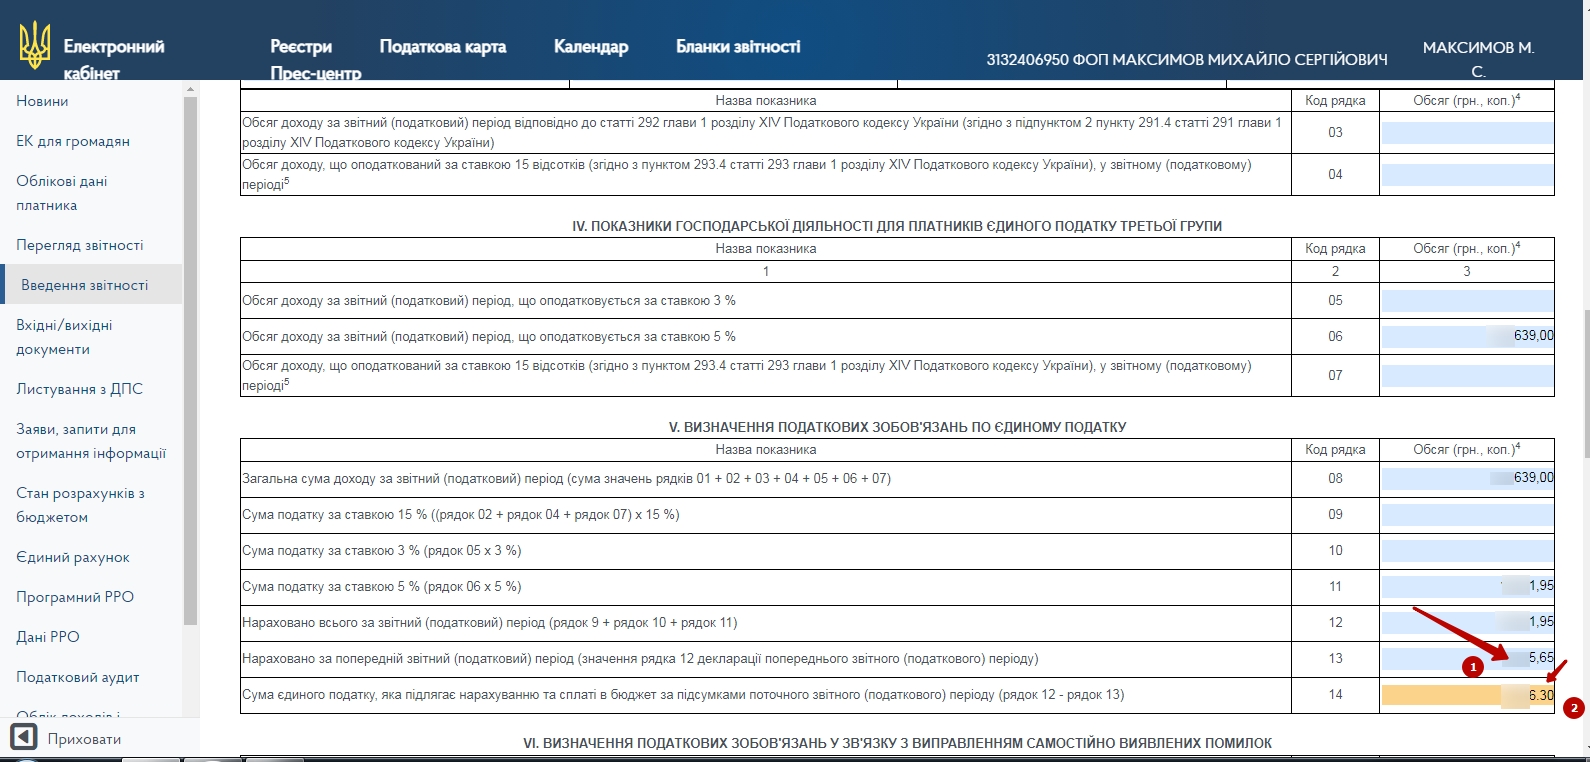 Електронний
кабінет
Реєстри
Податкова карта
Календар
Бланки звітності
Прес-центр
3132406950 ФОП МАКСИМОВ МИХАЙЛО СЕРГІЙОВИЧ
МАКСИМОВ М.
С.
Новини
ЕК для громадян
Облікові дані
платника
Перегляд звітності
Введення звітності
Вхідні/вихідні
документи
Листування з ДПС
Заяви, запити для
отримання інформації
Стан розрахунків з
бюджетом
Єдиний рахунок
Програмний РРО
Дані РРО
Податковий аудит
Облік доходів і
Приховати
Назва показника Код рядка Обсяг (грн., коп.)4
Обсяг доходу за звітний (податковий) період відповідно до статті 292 глави 1 розділу XIV Податкового кодексу України (згідно з підпунктом 2 пункту 291.4 статті 291 глави 1
розділу XIV Податкового кодексу України) 03
Обсяг доходу, що оподаткований за ставкою 15 відсотків (згідно з пунктом 293.4 статті 293 глави 1 розділу XIV Податкового кодексу України), у звітному (податковому)
періоді5 04
IV. ПОКАЗНИКИ ГОСПОДАРСЬКОЇ ДІЯЛЬНОСТІ ДЛЯ ПЛАТНИКІВ ЄДИНОГО ПОДАТКУ ТРЕТЬОЇ ГРУПИ
Назва показника Код рядка Обсяг (грн., коп.)4
1 2 3
Обсяг доходу за звітний (податковий) період, що оподатковується за ставкою 3 % 05
Обсяг доходу за звітний (податковий) період, що оподатковується за ставкою 5 % 06 639,00
Обсяг доходу, що оподаткований за ставкою 15 відсотків (згідно з пунктом 293.4 статті 293 глави 1 розділу XIV Податкового кодексу України), у звітному (податковому)
періоді5 07
V. ВИЗНАЧЕННЯ ПОДАТКОВИХ ЗОБОВ'ЯЗАНЬ ПО ЄДИНОМУ ПОДАТКУ
Назва показника Код рядка Обсяг (грн., коп.)4
Загальна сума доходу за звітний (податковий) період (сума значень рядків 01 + 02 + 03 + 04 + 05 + 06 + 07) 08 639,00
Сума податку за ставкою 15 % ((рядок 02 + рядок 04 + рядок 07) х 15 %) 09
Сума податку за ставкою 3 % (рядок 05 х 3 %) 10
Сума податку за ставкою 5 % (рядок 06 х 5 %) 11 1,95
Нараховано всього за звітний (податковий) період (рядок 9 + рядок 10 + рядок 11) 12 1,95
Нараховано за попередній звітний (податковий) період (значення рядка 12 декларації попереднього звітного (податкового) періоду) 13 5,65
1
Сума єдиного податку, яка підлягає нарахуванню та сплаті в бюджет за підсумками поточного звітного (податкового) періоду (рядок 12 - рядок 13) 14 6.30
2
VI. ВИЗНАЧЕННЯ ПОДАТКОВИХ ЗОБОВ'ЯЗАНЬ У ЗВ'ЯЗКУ З ВИПРАВЛЕННЯМ САМОСТІЙНО ВИЯВЛЕНИХ ПОМИЛОК